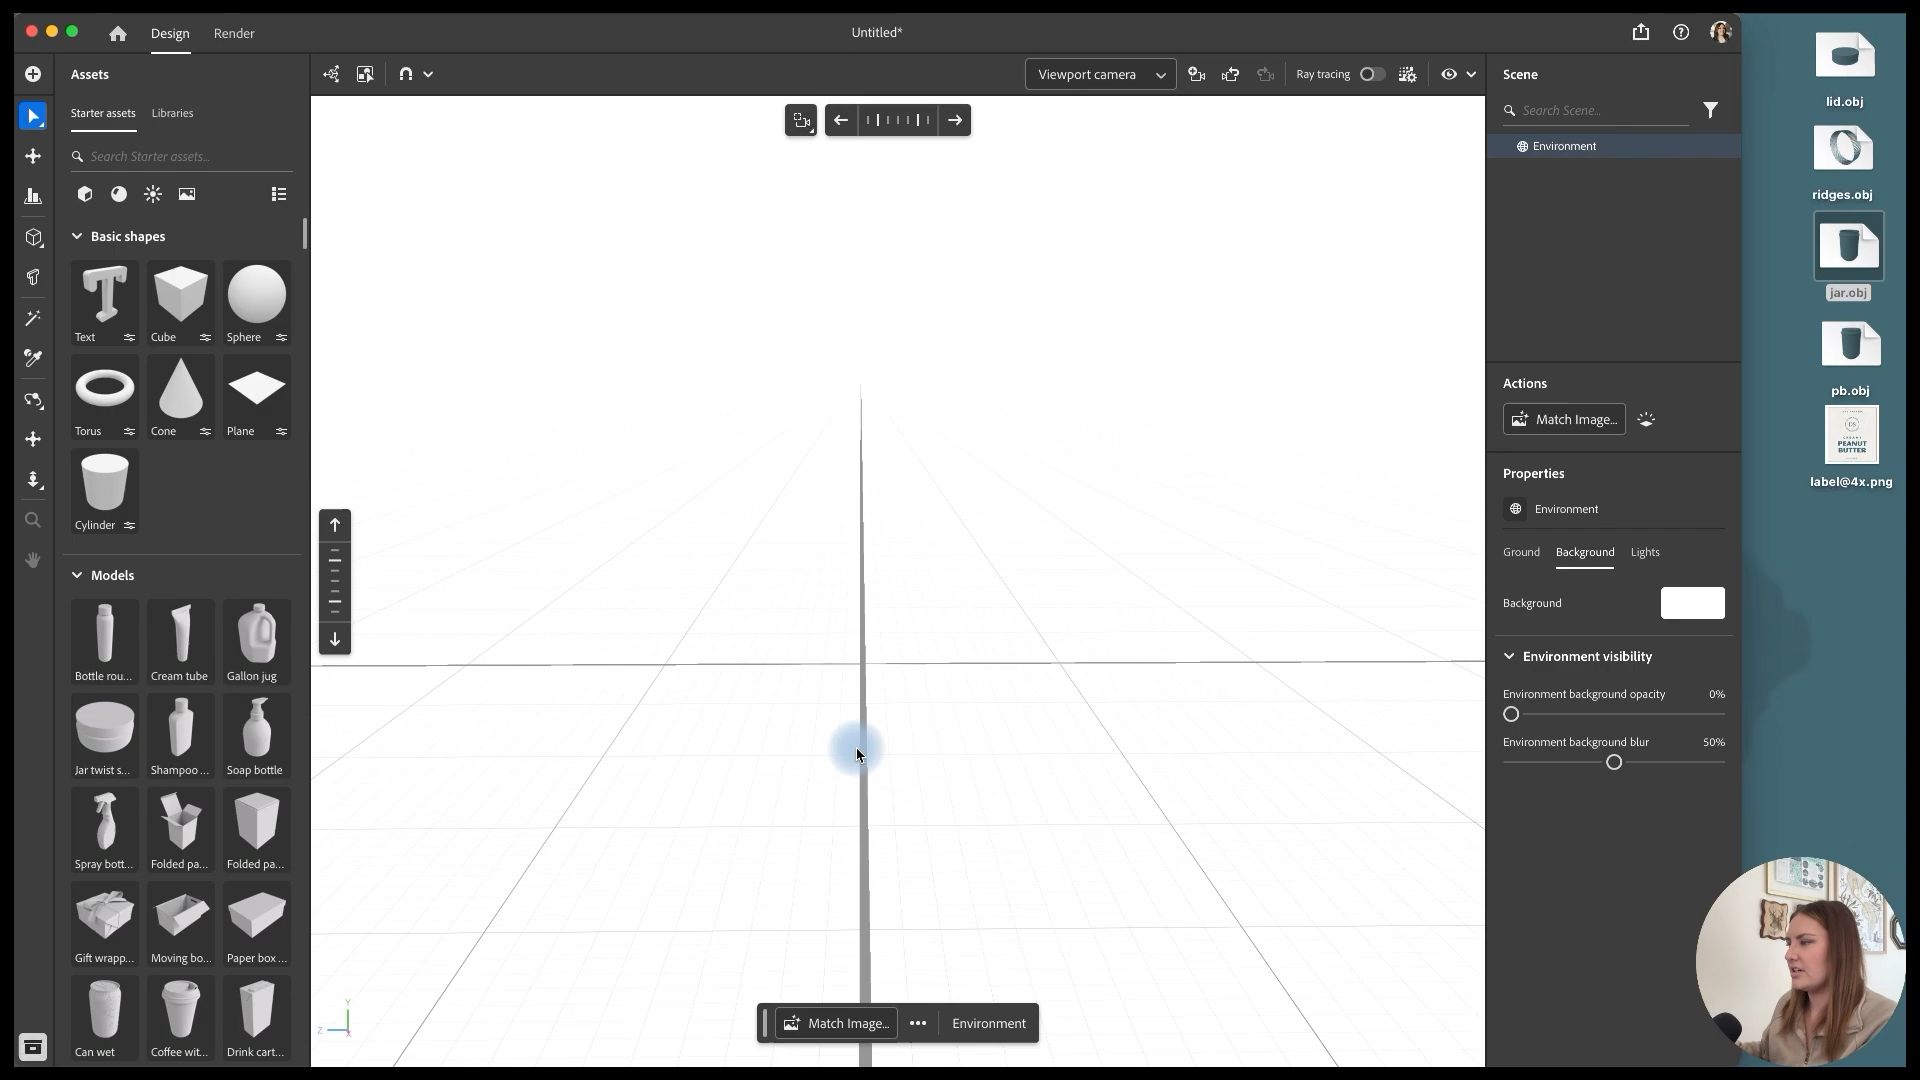 Design
Render
Untitled*
Assets
Viewport camera
Ray tracing
Scene
Starter assets
Libraries
Search Scene...
Search Starter assets...
Environment
Basic shapes
Text
Cube
Sphere
Torus
Cone
Plane
Cylinder
Models
Bottle rou...
Cream tube
Gallon jug
Jar twist s...
Shampoo ...
Soap bottle
Spray bott...
Folded pa...
Folded pa...
Gift wrapp...
Moving bo...
Paper box ...
Can wet
Coffee wit...
Drink cart...
Y
Z
Match Image...
Environment
Actions
Match Image...
Properties
Environment
Ground
Background
Lights
Background
Environment visibility
Environment background opacity
0%
Environment background blur
50%
lid.obj
ridges.obj
jar.obj
pb.obj
PEANUT
BUTTER
label@4x.png